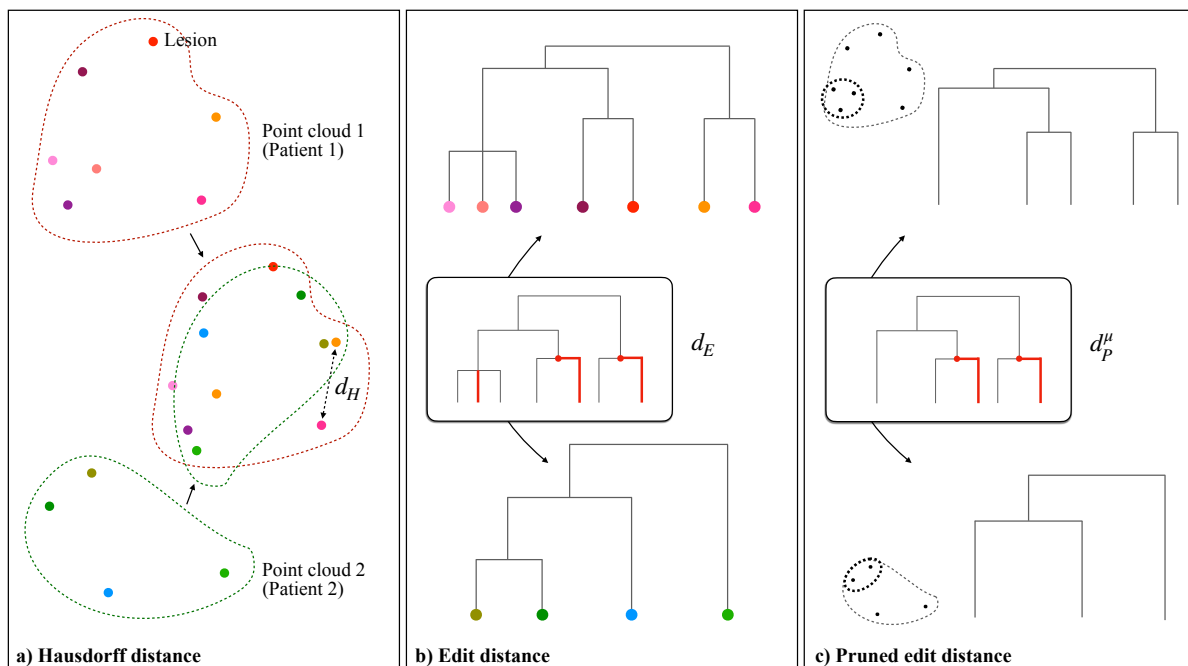 Lesion
Point cloud 1
(Patient 1)
d_H
Point cloud 2
(Patient 2)
a) Hausdorff distance
d_E
b) Edit distance
d_P^μ
c) Pruned edit distance